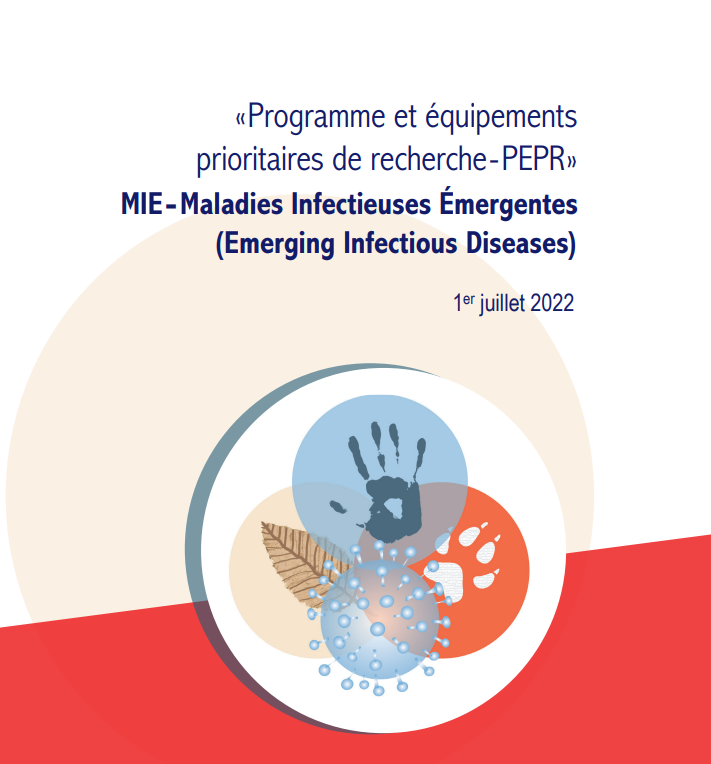 «Programme et équipements
prioritaires de recherche-PEPR»
MIE-Maladies Infectieuses Émergentes
(Emerging Infectious Diseases)
1er juillet 2022